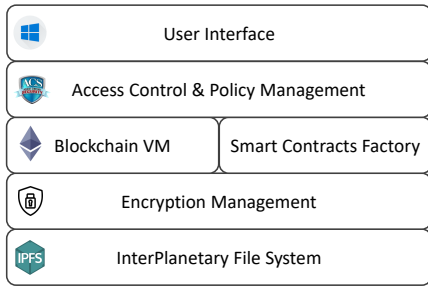 User Interface
ACS
Access Control & Policy Management
Blockchain VM
Smart Contracts Factory
Encryption Management
IPFS
InterPlanetary File System